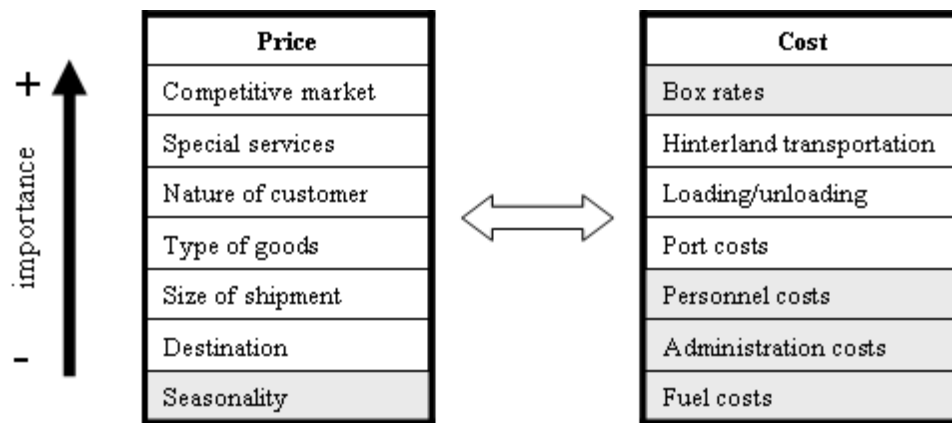 Price
Competitive market
Special services
Nature of customer
Type of goods
Size of shipment
Destination
Seasonality
Cost
Box rates
Hinterland transportation
Loading/unloading
Port costs
Personnel costs
Administration costs
Fuel costs
+
importance
-